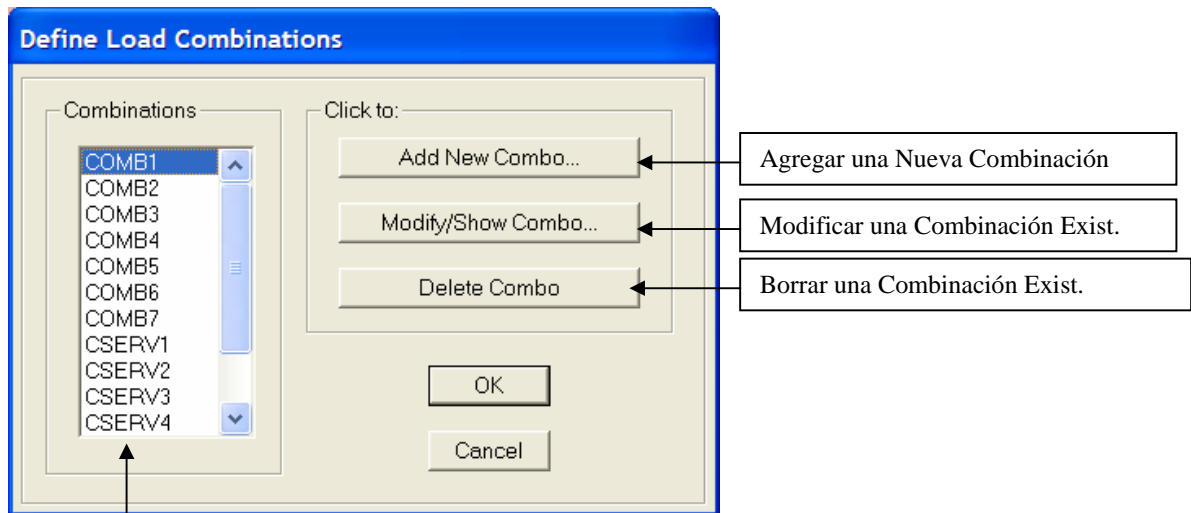 Define Load Combinations
Combinations
COMB1
COMB2
COMB3
COMB4
COMB5
COMB6
COMB7
CSERV1
CSERV2
CSERV3
CSERV4
Click to:
Add New Combo...
Modify/Show Combo...
Delete Combo
OK
Cancel
Agregar una Nueva Combinación
Modificar una Combinación Exist.
Borrar una Combinación Exist.